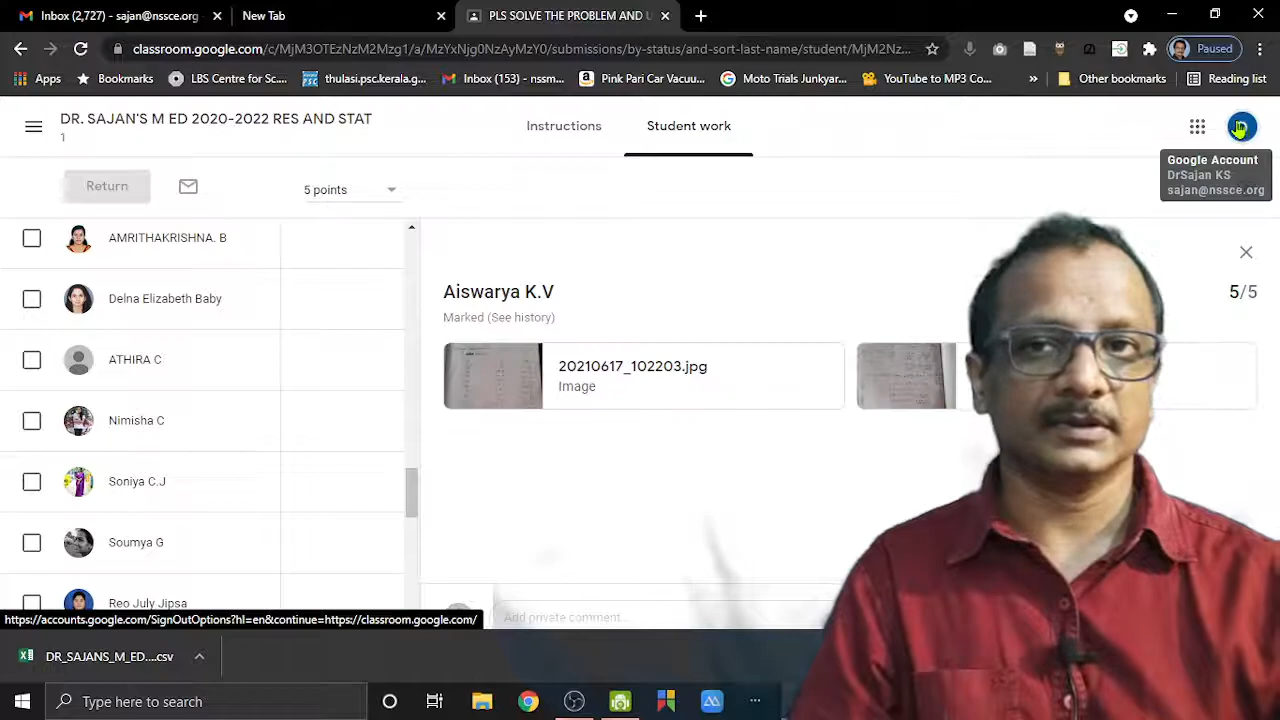 Inbox (2,727) - sajan@nssce.org
New Tab
PLS SOLVE THE PROBLEM AND U
classroom.google.com/c/MjM3OTEzNzM2Mzg1/a/MzYxNjg0NzAyMzY0/submissions/by-status/and-sort-last-name/student/MjM2Nz...
Paused
Apps
Bookmarks
LBS Centre for Sc...
thulasi.psc.kerala.g...
Inbox (153) - nssm...
Pink Pari Car Vacuu...
Moto Trials Junkyar...
YouTube to MP3 Co...
»
Other bookmarks
Reading list
DR. SAJAN'S M ED 2020-2022 RES AND STAT
1
Instructions
Student work
Google Account
DrSajan KS
sajan@nssce.org
Return
5 points
AMRITHAKRISHNA. B
Delna Elizabeth Baby
ATHIRA C
Nimisha C
Soniya C.J
Soumya G
Reo July Jipsa
Aiswarya K.V
5/5
Marked (See history)
20210617_102203.jpg
Image
Add private comment...
https://accounts.google.com/SignOutOptions?hl=en&continue=https://classroom.google.com/
DR_SAJANS_M_ED....csv
Type here to search